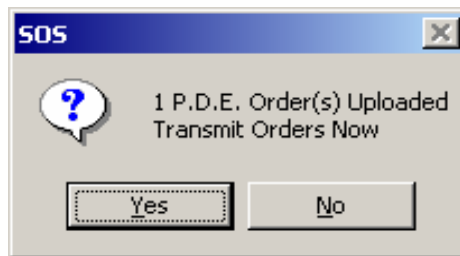 SOS
?
1 P.D.E. Order(s) Uploaded
Transmit Orders Now
Yes No